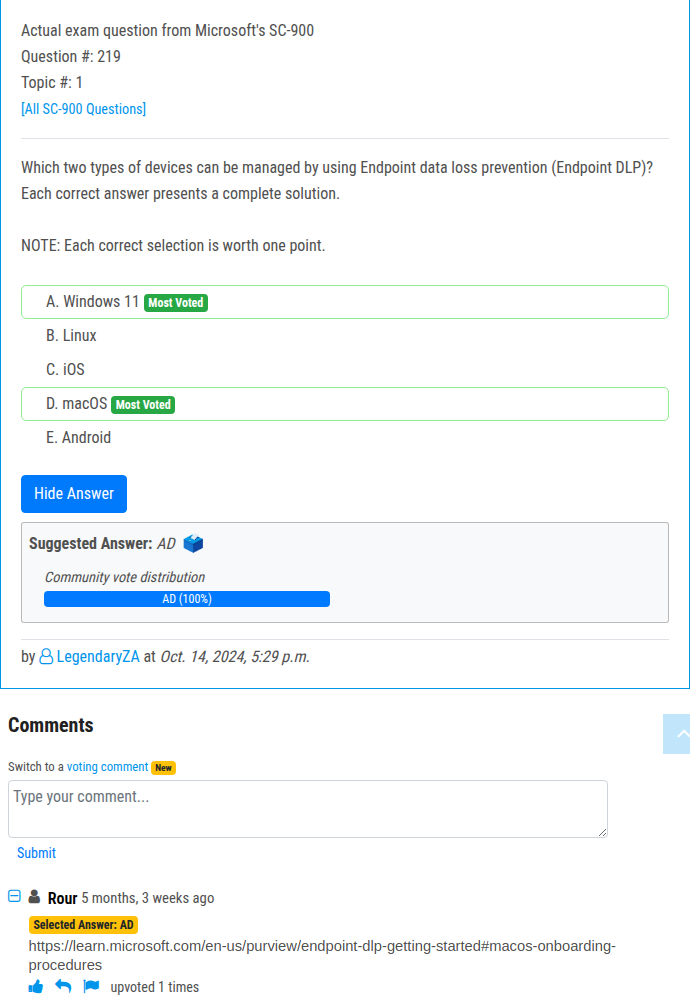 Actual exam question from Microsoft's SC-900
Question #: 219
Topic #: 1
[All SC-900 Questions]
Which two types of devices can be managed by using Endpoint data loss prevention (Endpoint DLP)?
Each correct answer presents a complete solution.
NOTE: Each correct selection is worth one point.
A. Windows 11 Most Voted
B. Linux
C. iOS
D. macOS Most Voted
E. Android
Hide Answer
Suggested Answer: AD
Community vote distribution
AD (100%)
by LegendaryZA at Oct. 14, 2024, 5:29 p.m.
Comments
Switch to a voting comment New
Type your comment...
Submit
Rour 5 months, 3 weeks ago
Selected Answer: AD
https://learn.microsoft.com/en-us/purview/endpoint-dlp-getting-started#macos-onboarding-
procedures
upvoted 1 times